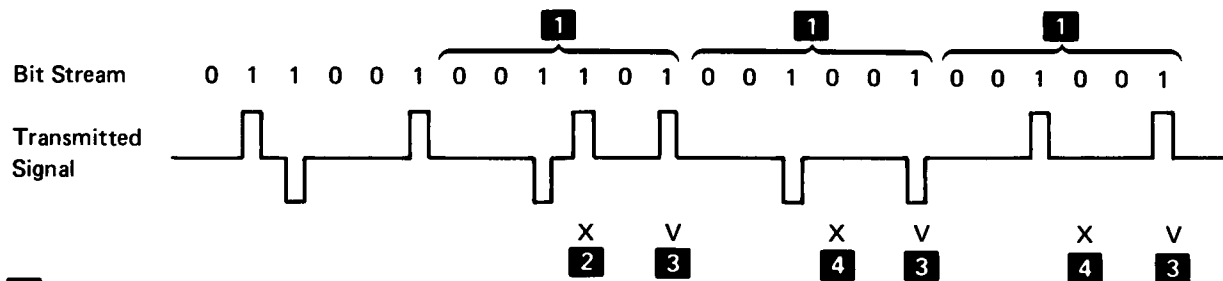 1 1 1
Bit Stream 0 1 1 0 0 1 0 0 1 1 0 1 0 0 1 0 0 1 0 0 1 0 0 1
Transmitted
Signal
X V X V X V
2 3 4 3 4 3